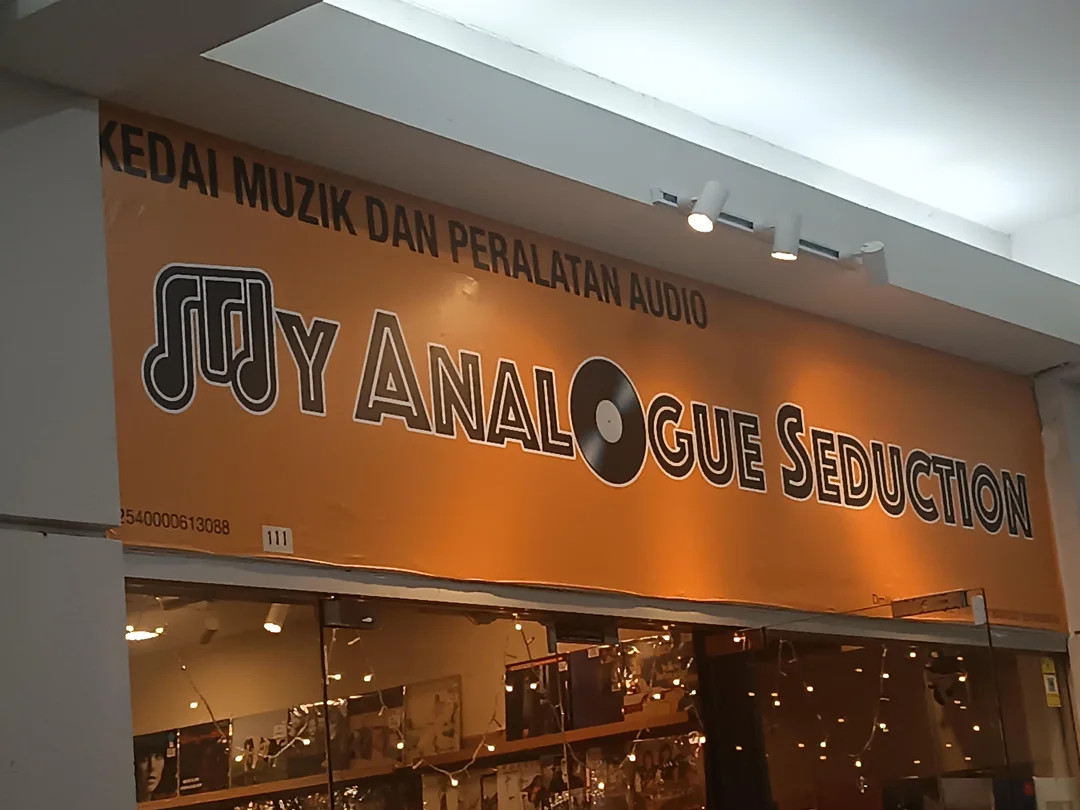 KEDAI MUZIK DAN PERALATAN AUDIO
MY ANALOGUE SEDUCTION
2540000613088
111